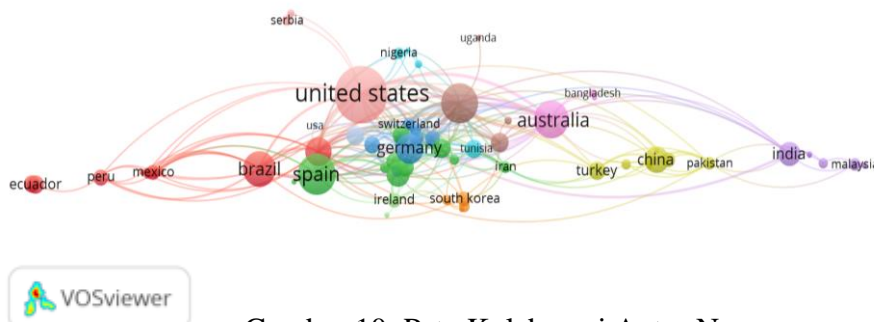 serbia
uganda
nigeria
united states
bangladesh
usa
switzerland
australia
germany
tunisia
iran
brazil
spain
turkey
china
pakistan
india
malaysia
ecuador
peru
mexico
ireland
south korea
VOSviewer